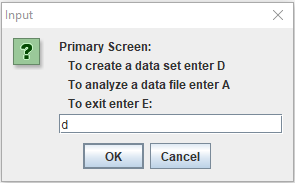 Input
Primary Screen:
To create a data set enter D
To analyze a data file enter A
To exit enter E:
d
OK Cancel